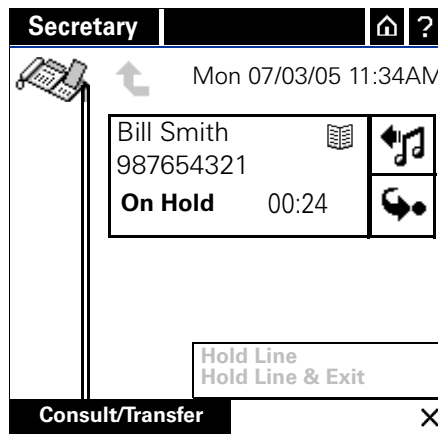 Secretary ?
Mon 07/03/05 11:34AM
Bill Smith
987654321
On Hold 00:24
Hold Line
Hold Line & Exit
Consult/Transfer